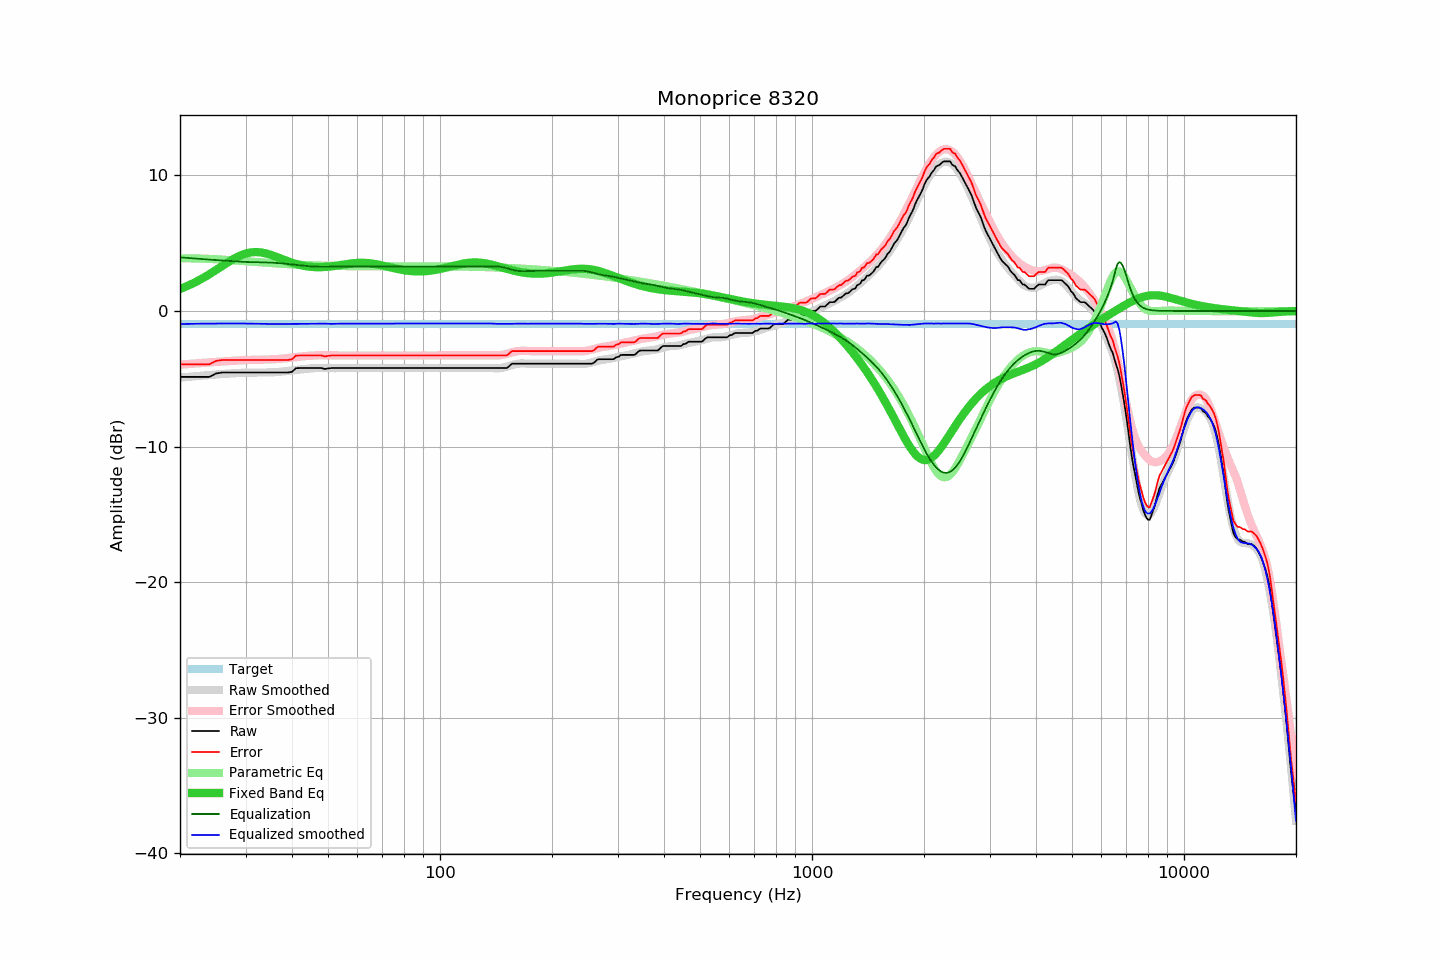 Monoprice 8320
Amplitude (dBr)
10
0
−10
−20
−30
−40
Target
Raw Smoothed
Error Smoothed
Raw
Error
Parametric Eq
Fixed Band Eq
Equalization
Equalized smoothed
100
1000
10000
Frequency (Hz)